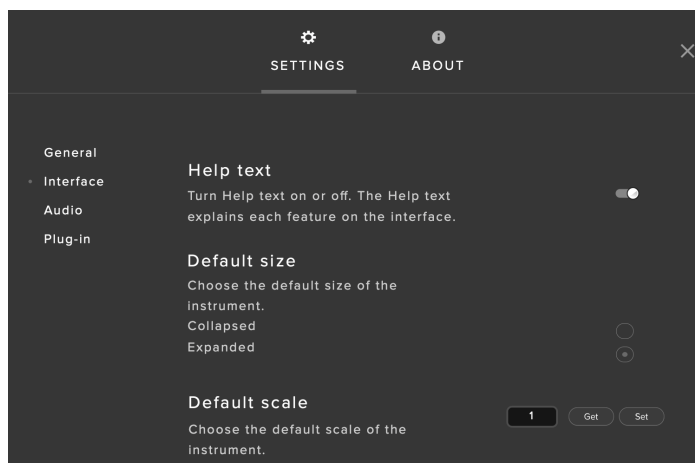 SETTINGS
ABOUT
General
Interface
Audio
Plug-in
Help text
Turn Help text on or off. The Help text
explains each feature on the interface.
Default size
Choose the default size of the
instrument.
Collapsed
Expanded
Default scale
1
Get
Set
Choose the default scale of the
instrument.